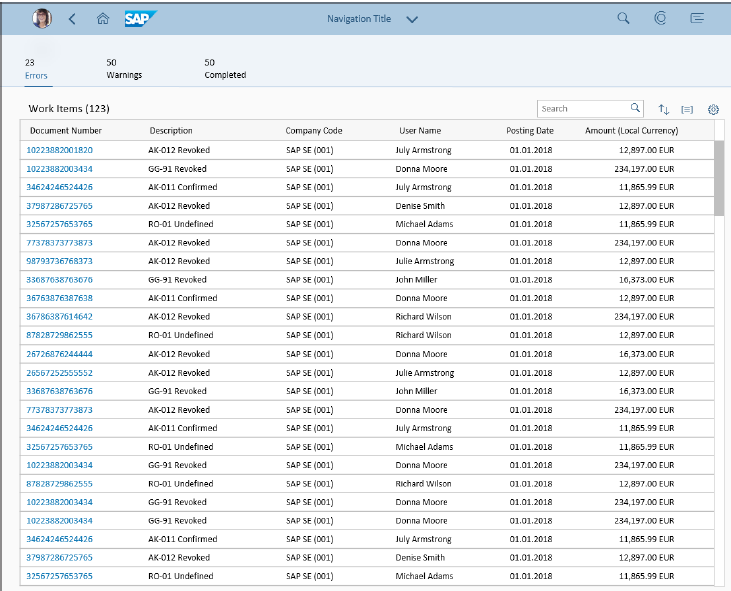 SAP Navigation Title
23 50 50
Errors Warnings Completed
Work Items (123) Search
Document Number Description Company Code User Name Posting Date Amount (Local Currency)
10223882001820 AK-012 Revoked SAP SE (001) July Armstrong 01.01.2018 12,897.00 EUR
10223882003434 GG-91 Revoked SAP SE (001) Donna Moore 01.01.2018 234,197.00 EUR
34624246524426 AK-011 Confirmed SAP SE (001) July Armstrong 01.01.2018 11,865.99 EUR
37987286725765 AK-012 Revoked SAP SE (001) Denise Smith 01.01.2018 12,897.00 EUR
32567257653765 RO-01 Undefined SAP SE (001) Michael Adams 01.01.2018 11,865.99 EUR
77378373773873 AK-012 Revoked SAP SE (001) Donna Moore 01.01.2018 234,197.00 EUR
98793736768373 AK-012 Revoked SAP SE (001) Julie Armstrong 01.01.2018 12,897.00 EUR
33687638763676 GG-91 Revoked SAP SE (001) John Miller 01.01.2018 16,373.00 EUR
36763876387638 AK-011 Confirmed SAP SE (001) Donna Moore 01.01.2018 12,897.00 EUR
36786387614642 AK-012 Revoked SAP SE (001) Richard Wilson 01.01.2018 234,197.00 EUR
87828729862555 RO-01 Undefined SAP SE (001) Richard Wilson 01.01.2018 12,897.00 EUR
26726876244444 AK-012 Revoked SAP SE (001) Donna Moore 01.01.2018 16,373.00 EUR
26567252555552 AK-012 Revoked SAP SE (001) Julie Armstrong 01.01.2018 12,897.00 EUR
33687638763676 GG-91 Revoked SAP SE (001) John Miller 01.01.2018 16,373.00 EUR
77378373773873 AK-012 Revoked SAP SE (001) Donna Moore 01.01.2018 234,197.00 EUR
34624246524426 AK-011 Confirmed SAP SE (001) July Armstrong 01.01.2018 11,865.99 EUR
32567257653765 RO-01 Undefined SAP SE (001) Michael Adams 01.01.2018 11,865.99 EUR
10223882003434 GG-91 Revoked SAP SE (001) Donna Moore 01.01.2018 234,197.00 EUR
87828729862555 RO-01 Undefined SAP SE (001) Richard Wilson 01.01.2018 12,897.00 EUR
10223882003434 GG-91 Revoked SAP SE (001) Donna Moore 01.01.2018 234,197.00 EUR
10223882003434 GG-91 Revoked SAP SE (001) Donna Moore 01.01.2018 234,197.00 EUR
34624246524426 AK-011 Confirmed SAP SE (001) July Armstrong 01.01.2018 11,865.99 EUR
37987286725765 AK-012 Revoked SAP SE (001) Denise Smith 01.01.2018 12,897.00 EUR
32567257653765 RO-01 Undefined SAP SE (001) Michael Adams 01.01.2018 11,865.99 EUR